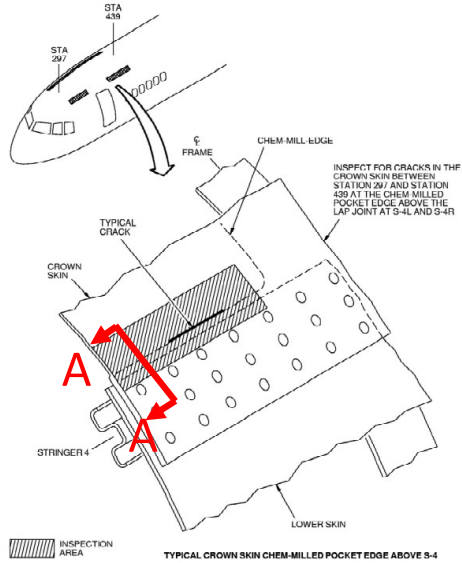 STA
439
STA
297
℄
FRAME
CHEM-MILL-EDGE
INSPECT FOR CRACKS IN THE
CROWN SKIN BETWEEN
STATION 297 AND STATION
439 AT THE CHEM-MILLED
POCKET EDGE ABOVE THE
LAP JOINT AT S-4L AND S-4R
TYPICAL
CRACK
CROWN
SKIN
A
A
STRINGER 4
LOWER SKIN
INSPECTION
AREA
TYPICAL CROWN SKIN CHEM-MILLED POCKET EDGE ABOVE S-4